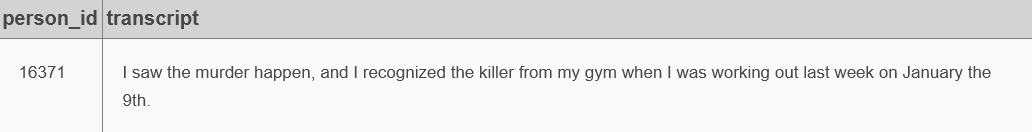 person_id transcript
16371 I saw the murder happen, and I recognized the killer from my gym when I was working out last week on January the
9th.